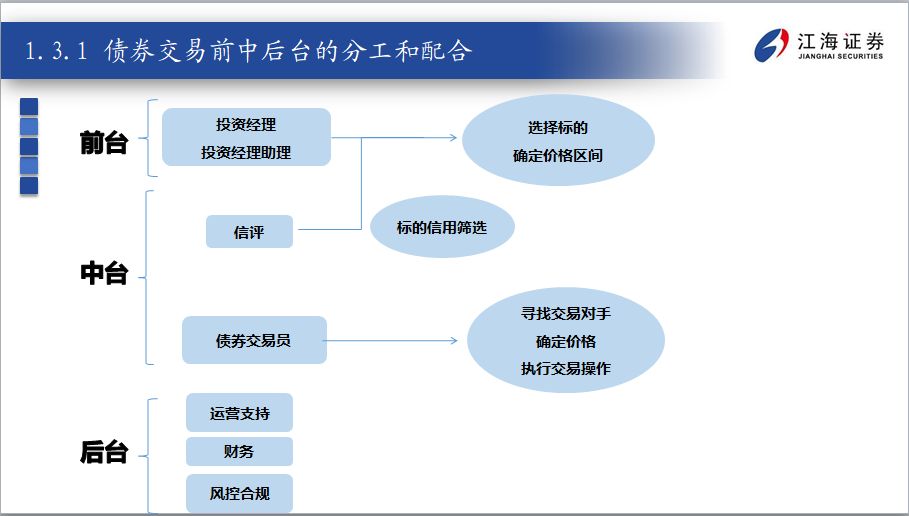 1.3.1 债券交易前中后台的分工和配合
江海证券
JIANGHAI SECURITIES
前台
投资经理
投资经理助理
选择标的
确定价格区间
中台
信评
标的信用筛选
债券交易员
寻找交易对手
确定价格
执行交易操作
后台
运营支持
财务
风控合规